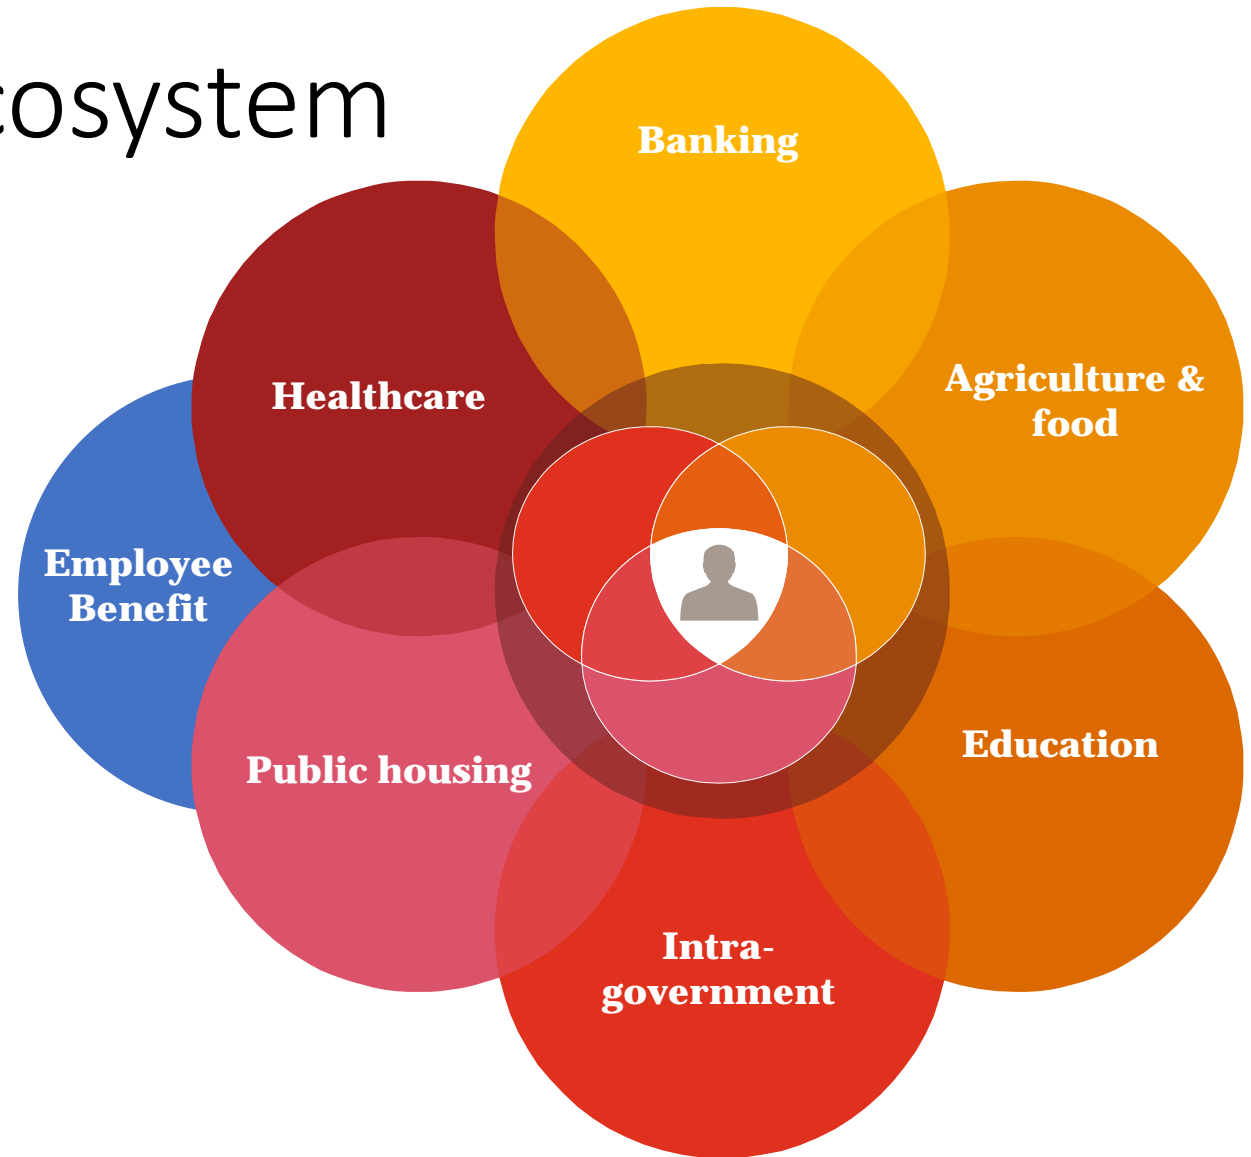 cosystem
Banking
Agriculture &
food
Healthcare
Employee
Benefit
Education
Public housing
Intra-
government